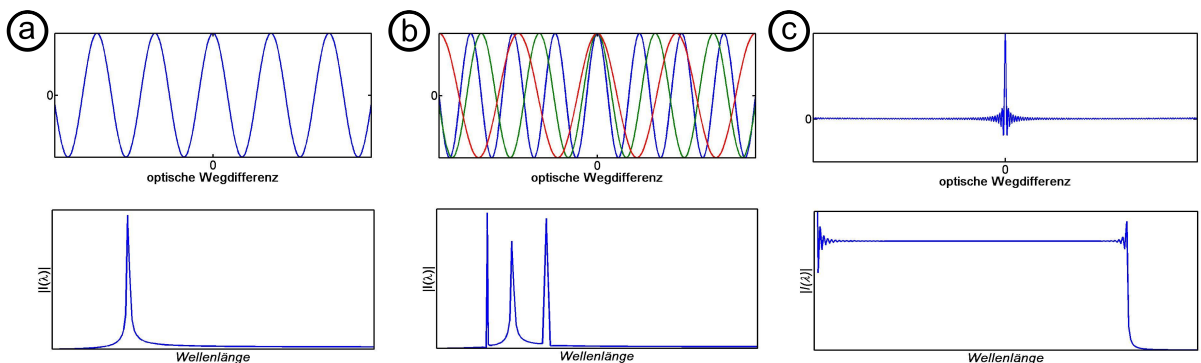 a
0
0
optische Wegdifferenz
|I(λ)|
Wellenlänge
b
0
0
optische Wegdifferenz
|I(λ)|
Wellenlänge
c
0
0
optische Wegdifferenz
|I(λ)|
Wellenlänge